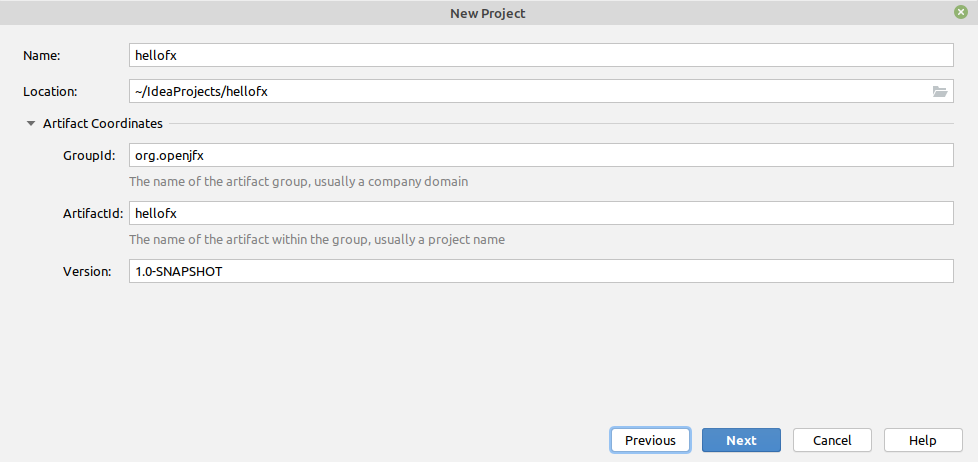 New Project
Name: hellofx
Location: ~/IdeaProjects/hellofx
Artifact Coordinates
GroupId: org.openjfx
The name of the artifact group, usually a company domain
ArtifactId: hellofx
The name of the artifact within the group, usually a project name
Version: 1.0-SNAPSHOT
Previous Next Cancel Help